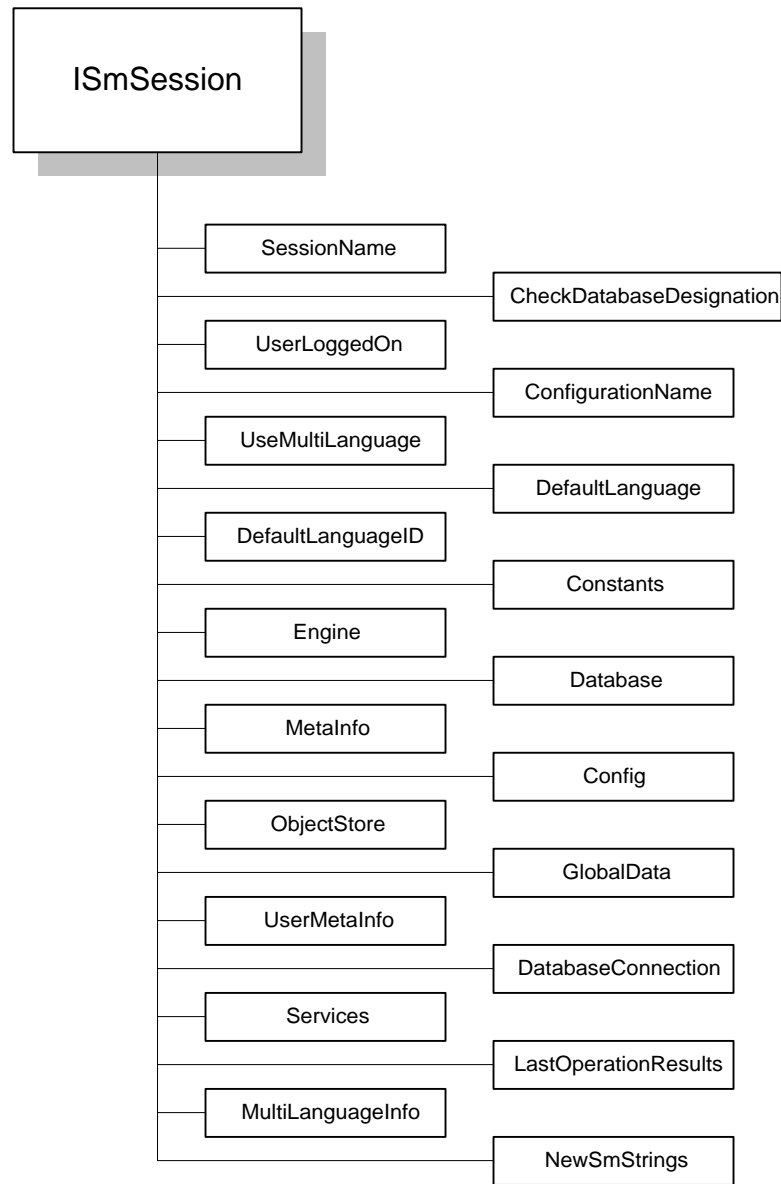 ISmSession
SessionName
CheckDatabaseDesignation
UserLoggedOn
ConfigurationName
UseMultiLanguage
DefaultLanguage
DefaultLanguageID
Constants
Engine
Database
MetaInfo
Config
ObjectStore
GlobalData
UserMetaInfo
DatabaseConnection
Services
LastOperationResults
MultiLanguageInfo
NewSmStrings